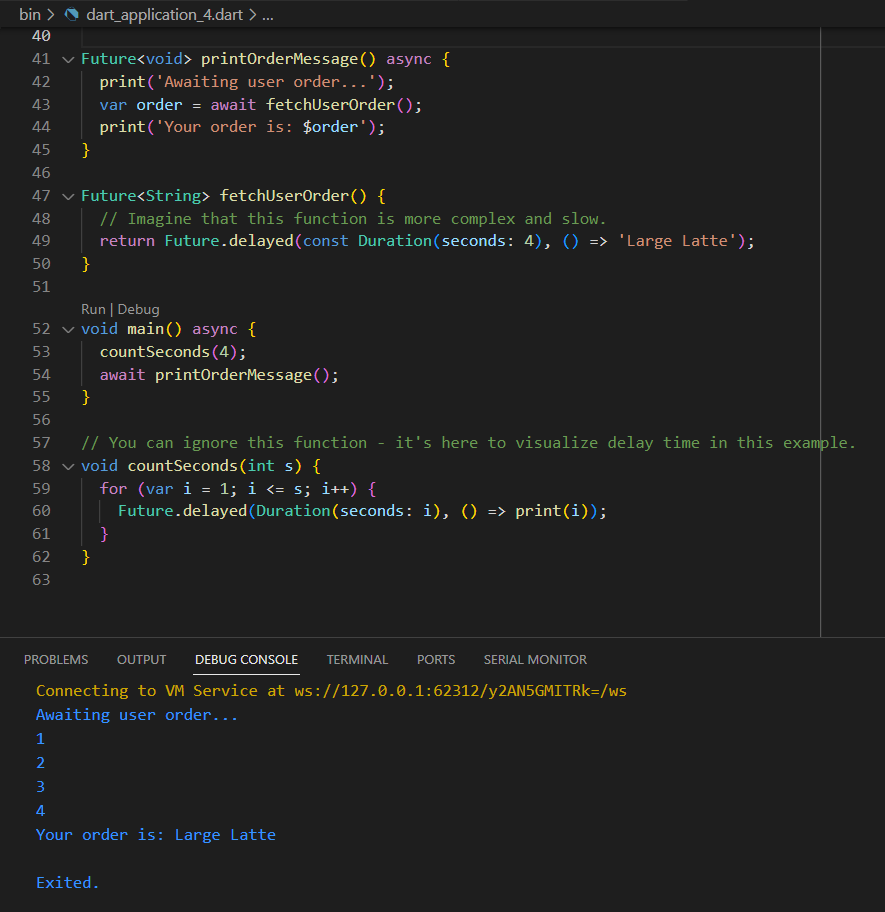 bin > dart_application_4.dart > ...
40
41 Future<void> printOrderMessage() async {
42 print('Awaiting user order...');
43 var order = await fetchUserOrder();
44 print('Your order is: $order');
45 }
46
47 Future<String> fetchUserOrder() {
48 // Imagine that this function is more complex and slow.
49 return Future.delayed(const Duration(seconds: 4), () => 'Large Latte');
50 }
51
Run | Debug
52 void main() async {
53 countSeconds(4);
54 await printOrderMessage();
55 }
56
57 // You can ignore this function - it's here to visualize delay time in this example.
58 void countSeconds(int s) {
59 for (var i = 1; i <= s; i++) {
60 Future.delayed(Duration(seconds: i), () => print(i));
61 }
62 }
63
PROBLEMS OUTPUT DEBUG CONSOLE TERMINAL PORTS SERIAL MONITOR
Connecting to VM Service at ws://127.0.0.1:62312/y2AN5GMITRk=/ws
Awaiting user order...
1
2
3
4
Your order is: Large Latte
Exited.